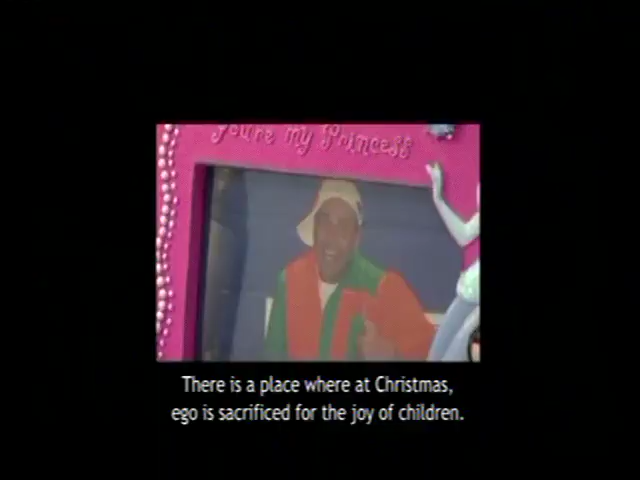 You're my Princess
There is a place where at Christmas,
ego is sacrificed for the joy of children.